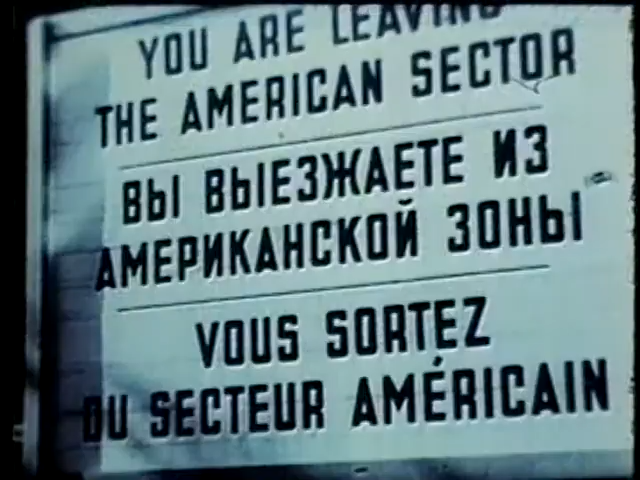 YOU ARE LEAVING
THE AMERICAN SECTOR
ВЫ ВЫЕЗЖАЕТЕ ИЗ
АМЕРИКАНСКОЙ ЗОНЫ
VOUS SORTEZ
DU SECTEUR AMÉRICAIN